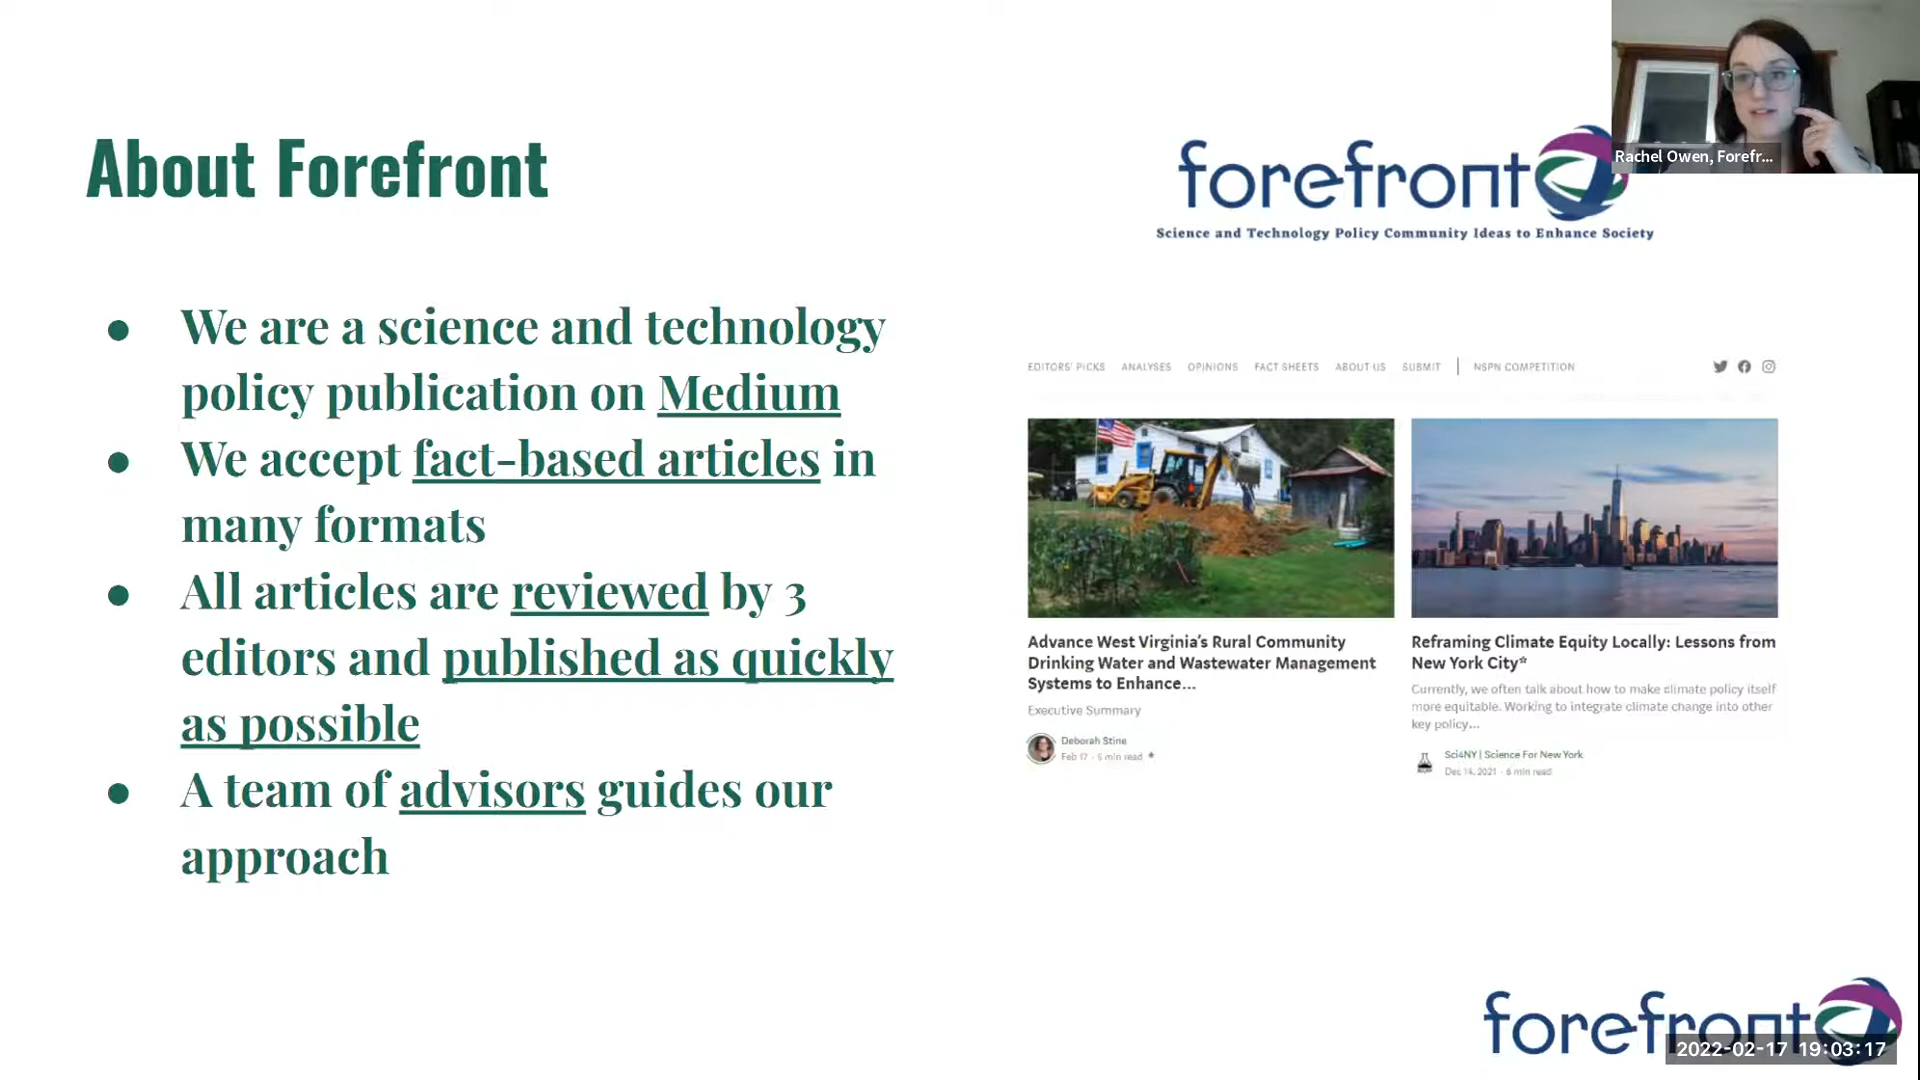 About Forefront
● We are a science and technology
policy publication on Medium
● We accept fact-based articles in
many formats
● All articles are reviewed by 3
editors and published as quickly
as possible
● A team of advisors guides our
approach
forefront
Science and Technology Policy Community Ideas to Enhance Society
Rachel Owen, Forefr...
EDITORS' PICKS ANALYSES OPINIONS FACT SHEETS ABOUT US SUBMIT | NSPN COMPETITION
Advance West Virginia's Rural Community
Drinking Water and Wastewater Management
Systems to Enhance...
Executive Summary
Deborah Stine
Feb 17 · 5 min read ★
Reframing Climate Equity Locally: Lessons from
New York City*
Currently, we often talk about how to make climate policy itself
more equitable. Working to integrate climate change into other
key policy...
Sci4NY | Science For New York
Dec 14, 2021 · 6 min read
forefront
2022-02-17 19:03:17